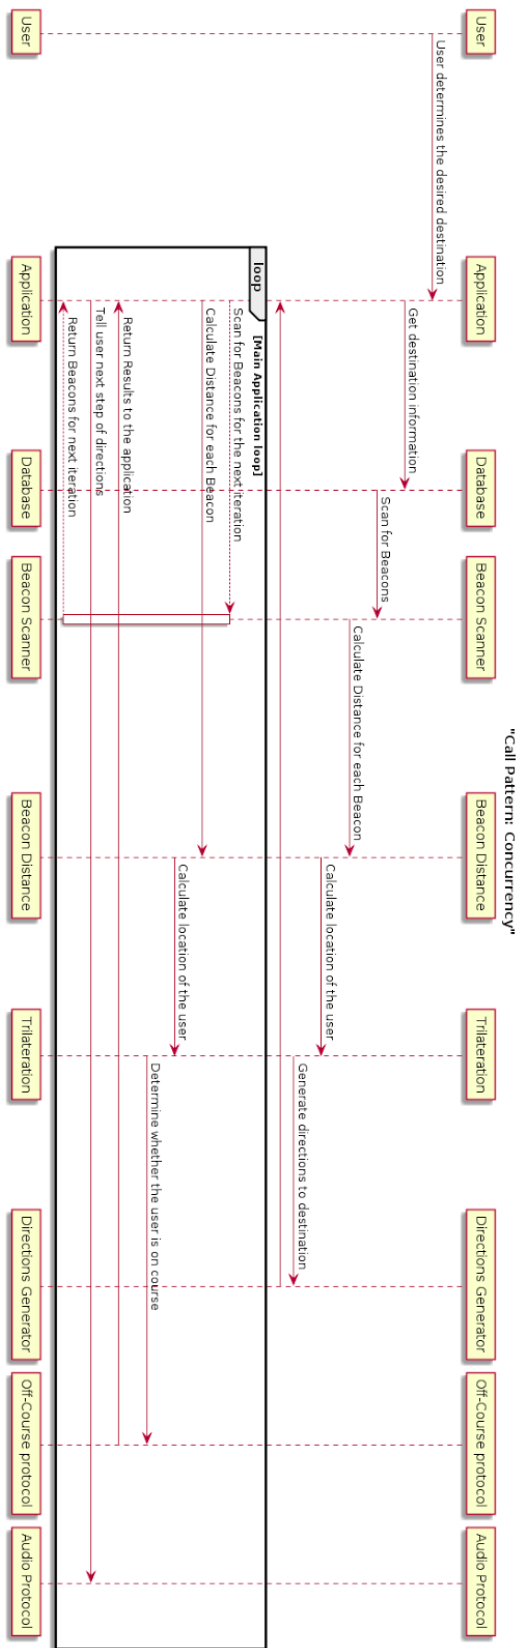 "Call Pattern: Concurrency"
User
Application
Database
Beacon Scanner
Beacon Distance
Trilateration
Directions Generator
Off-Course protocol
Audio Protocol
User determines the desired destination
Get destination information
Scan for Beacons
Calculate Distance for each Beacon
Calculate location of the user
Generate directions to destination
loop
[Main Application loop]
Scan for Beacons for the next iteration
Calculate Distance for each Beacon
Calculate location of the user
Determine whether the user is on course
Return Results to the application
Tell user next step of directions
Return Beacons for next iteration
User
Application
Database
Beacon Scanner
Beacon Distance
Trilateration
Directions Generator
Off-Course protocol
Audio Protocol